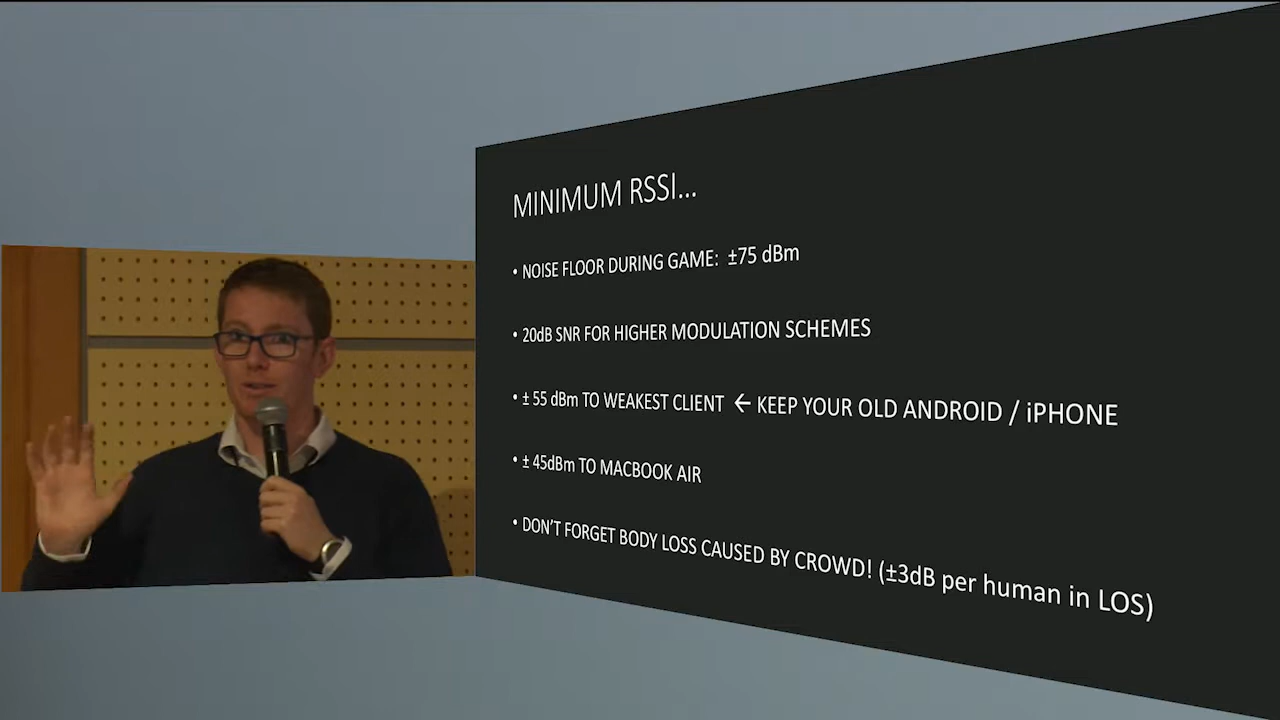 MINIMUM RSSI...
• NOISE FLOOR DURING GAME: ±75 dBm
• 20dB SNR FOR HIGHER MODULATION SCHEMES
• ± 55 dBm TO WEAKEST CLIENT ← KEEP YOUR OLD ANDROID / iPHONE
• ± 45dBm TO MACBOOK AIR
• DON'T FORGET BODY LOSS CAUSED BY CROWD! (±3dB per human in LOS)